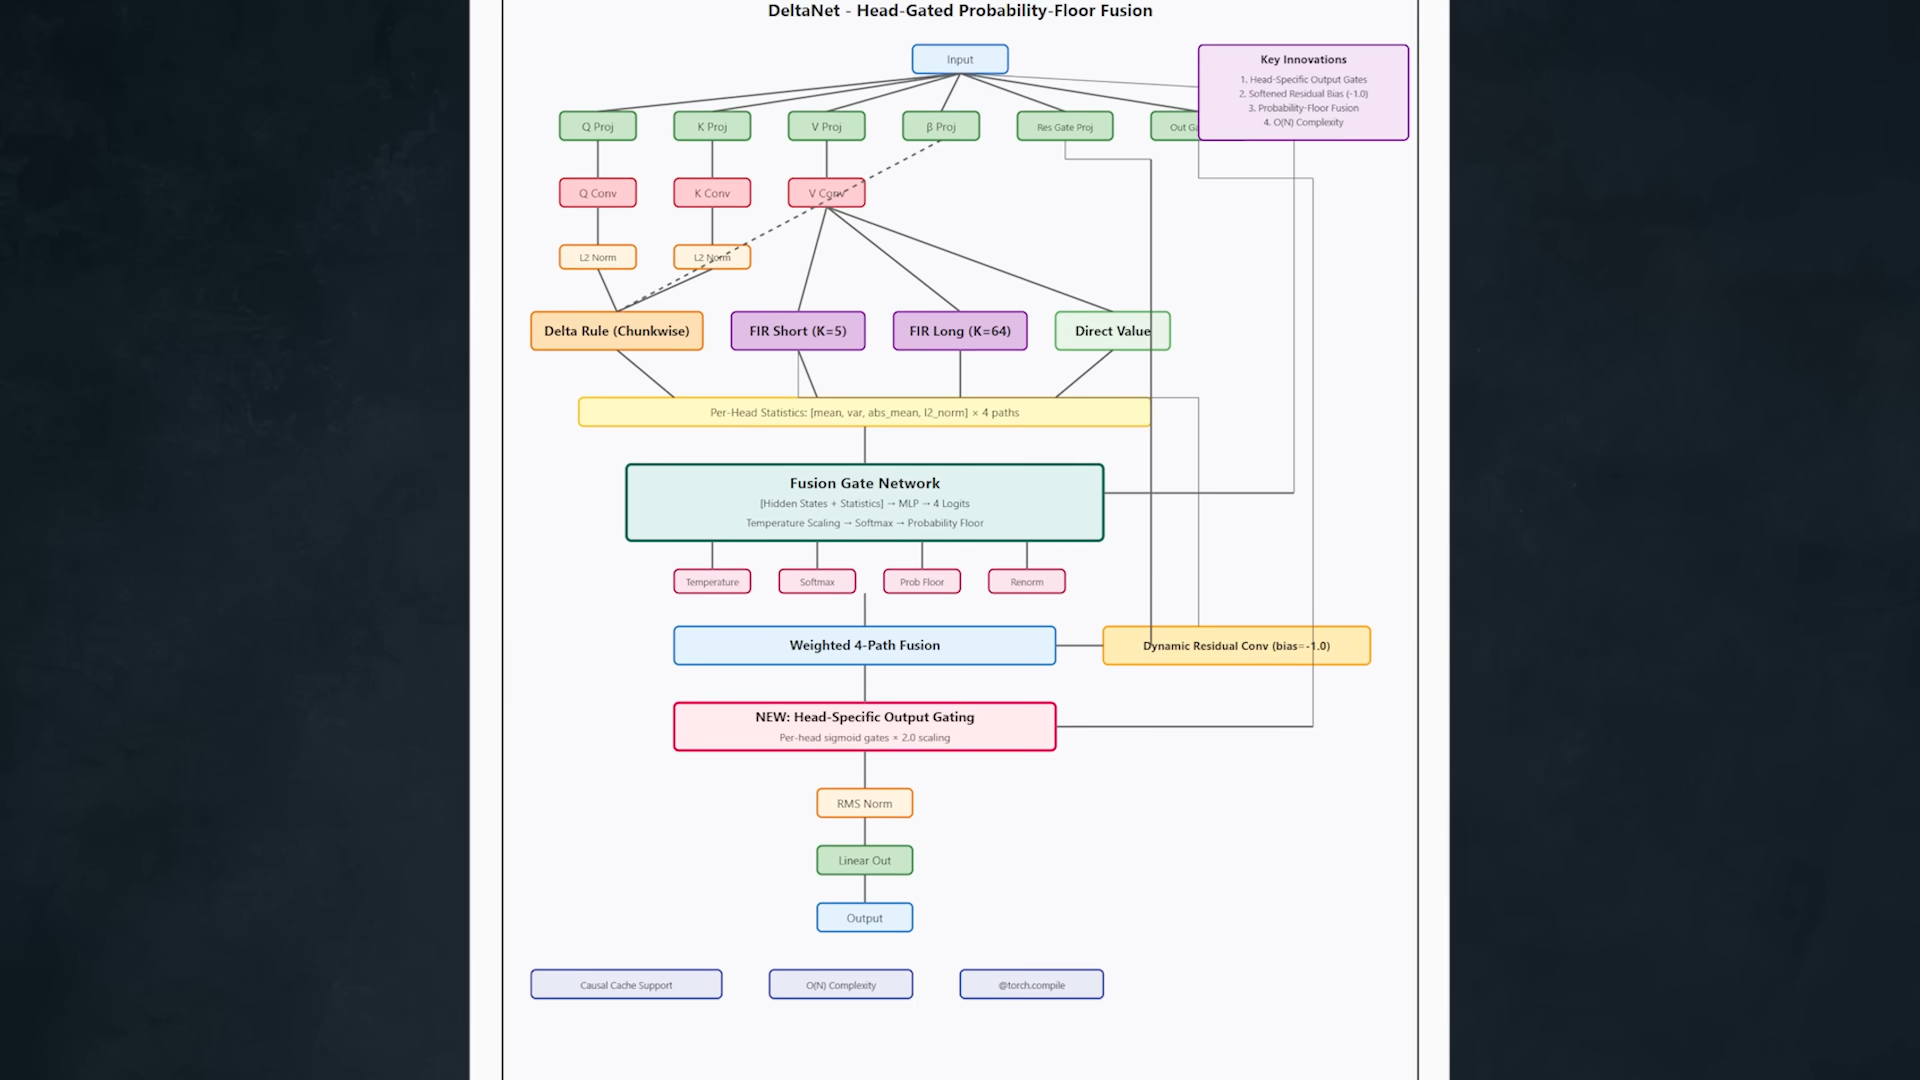 DeltaNet - Head-Gated Probability-Floor Fusion
Input
Key Innovations
1. Head-Specific Output Gates
2. Softened Residual Bias (-1.0)
3. Probability-Floor Fusion
4. O(N) Complexity
Q Proj
K Proj
V Proj
β Proj
Res Gate Proj
Out
Q Conv
K Conv
V Conv
L2 Norm
L2 Norm
Delta Rule (Chunkwise)
FIR Short (K=5)
FIR Long (K=64)
Direct Value
Per-Head Statistics: [mean, var, abs_mean, l2_norm] × 4 paths
Fusion Gate Network
[Hidden States + Statistics] → MLP → 4 Logits
Temperature Scaling → Softmax → Probability Floor
Temperature
Softmax
Prob Floor
Renorm
Weighted 4-Path Fusion
Dynamic Residual Conv (bias=-1.0)
NEW: Head-Specific Output Gating
Per-head sigmoid gates × 2.0 scaling
RMS Norm
Linear Out
Output
Causal Cache Support
O(N) Complexity
@torch.compile